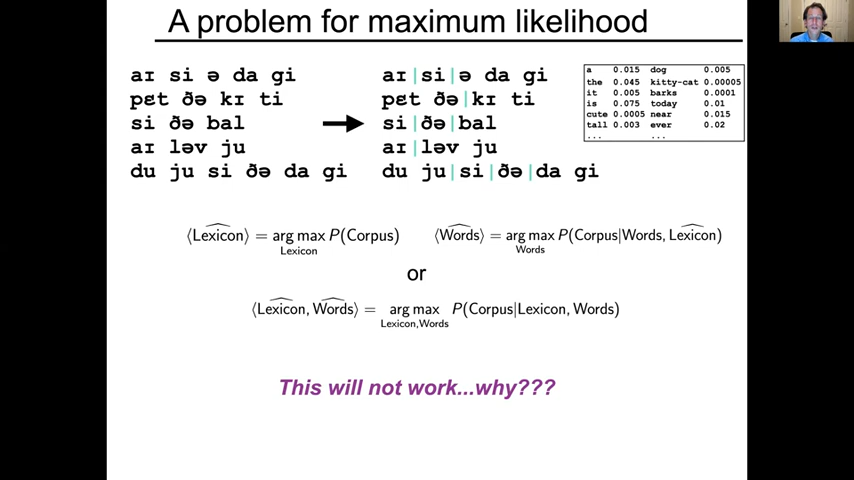 A problem for maximum likelihood
aɪ si ə da gi
pɛt ðə kɪ ti
si ðə bal
aɪ ləv ju
du ju si ðə da gi
aɪ|si|ə da gi
pɛt ðə|kɪ ti
si|ðə|bal
aɪ|ləv ju
du ju|si|ðə|da gi
a 0.015 dog 0.005
the 0.045 kitty-cat 0.00005
it 0.005 barks 0.0001
is 0.075 today 0.01
cute 0.0005 near 0.015
tall 0.003 ever 0.02
... ...
⟨Lexicon̂⟩ = arg max P(Corpus)
Lexicon
⟨Wordŝ⟩ = arg max P(Corpus|Words, Lexicon̂)
Words
or
⟨Lexicon̂, Wordŝ⟩ = arg max P(Corpus|Lexicon, Words)
Lexicon,Words
This will not work...why???